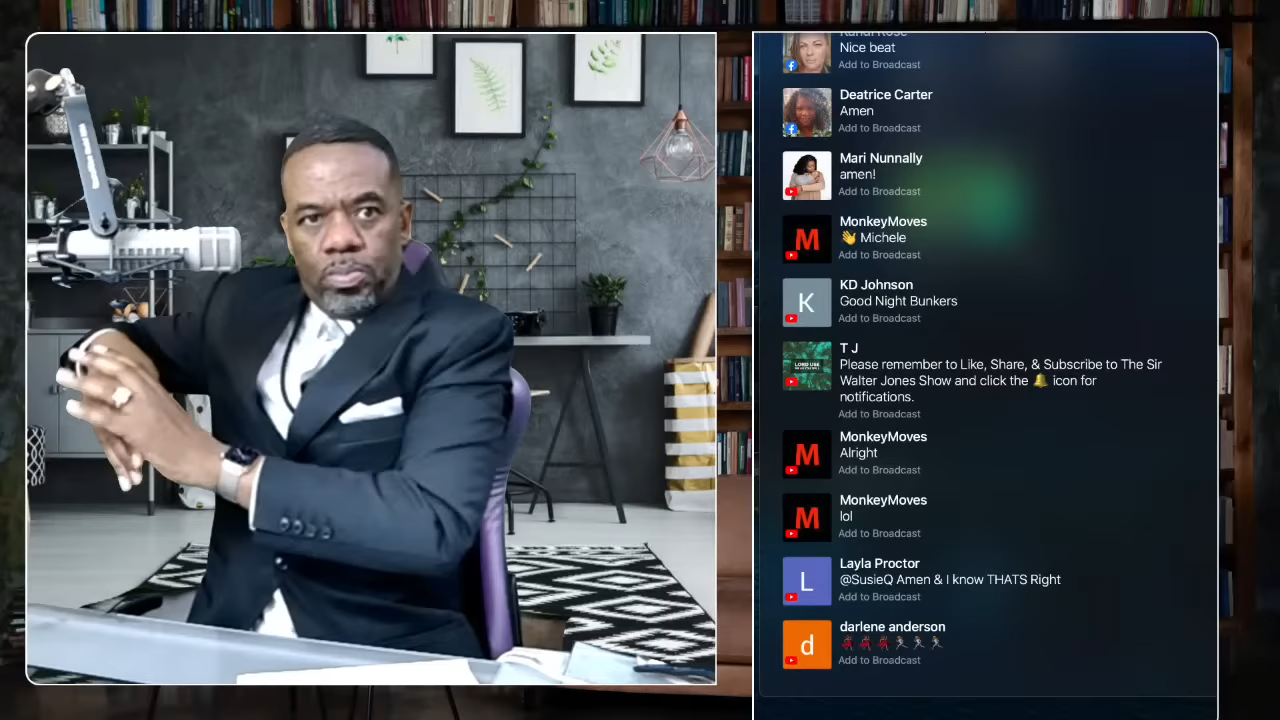 Randi Rose
Nice beat
Add to Broadcast
Deatrice Carter
Amen
Add to Broadcast
Mari Nunnally
amen!
Add to Broadcast
M
MonkeyMoves
👋 Michele
Add to Broadcast
K
KD Johnson
Good Night Bunkers
Add to Broadcast
T J
Please remember to Like, Share, & Subscribe to The Sir
Walter Jones Show and click the 🔔 icon for
notifications.
Add to Broadcast
M
MonkeyMoves
Alright
Add to Broadcast
M
MonkeyMoves
lol
Add to Broadcast
L
Layla Proctor
@SusieQ Amen & I know THATS Right
Add to Broadcast
d
darlene anderson
💃🏿💃🏿💃🏿🏃🏿‍♀️🏃🏿‍♀️🏃🏿‍♀️
Add to Broadcast